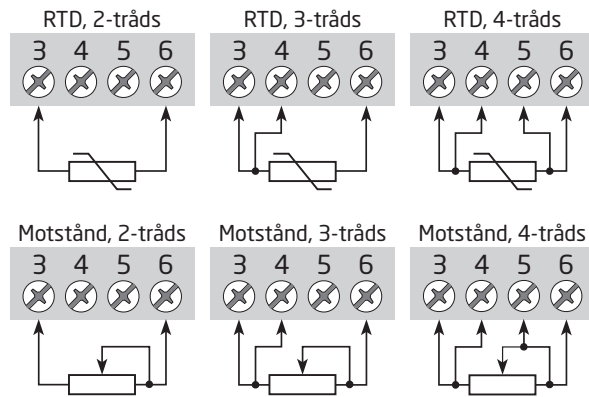 RTD, 2-tråds RTD, 3-tråds RTD, 4-tråds
3 4 5 6 3 4 5 6 3 4 5 6
Motstånd, 2-tråds Motstånd, 3-tråds Motstånd, 4-tråds
3 4 5 6 3 4 5 6 3 4 5 6